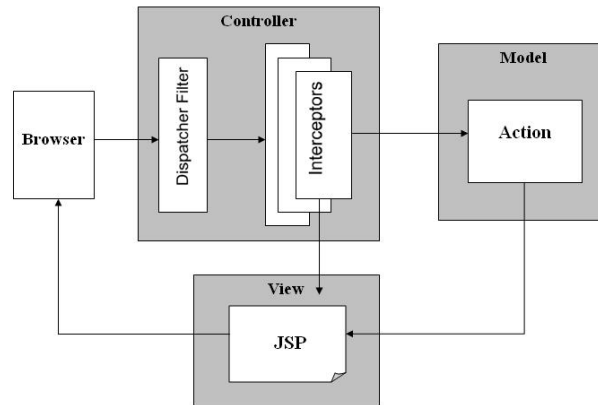 Controller
Model
Browser
Dispatcher Filter
Interceptors
Action
View
JSP